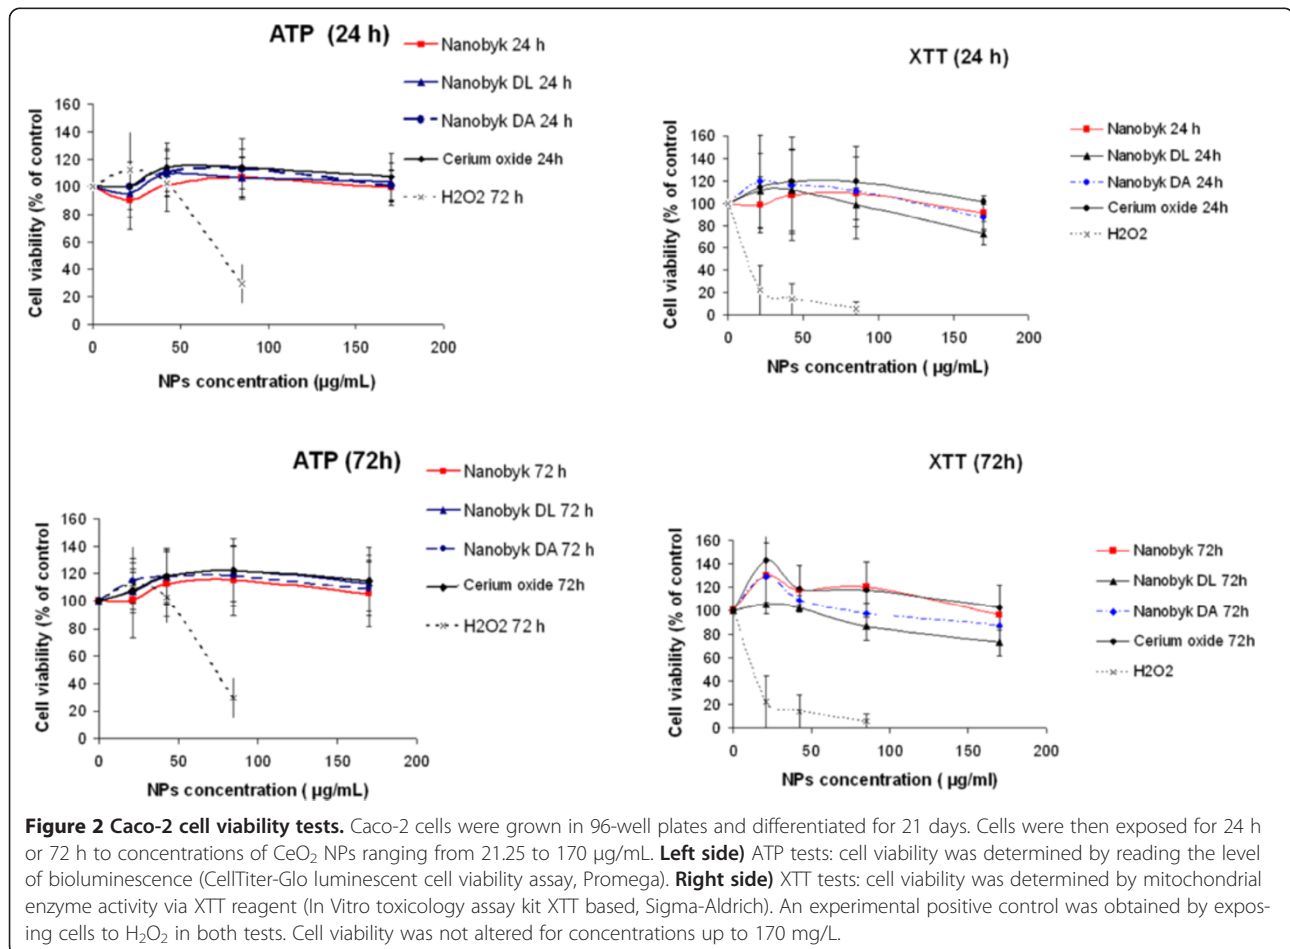 ATP (24 h)
Nanobyk 24 h
Nanobyk DL 24 h
Nanobyk DA 24 h
Cerium oxide 24h
H2O2 72 h
Cell viability (% of control)
160
140
120
100
80
60
40
20
0
0 50 100 150 200
NPs concentration (µg/mL)
XTT (24 h)
Nanobyk 24 h
Nanobyk DL 24h
Nanobyk DA 24h
Cerium oxide 24h
H2O2
Cell viability (% of control)
160
140
120
100
80
60
40
20
0
0 50 100 150 200
NPs concentration ( µg/mL)
ATP (72h)
Nanobyk 72 h
Nanobyk DL 72 h
Nanobyk DA 72 h
Cerium oxide 72h
H2O2 72 h
Cell viability (% of control
160
140
120
100
80
60
40
20
0
0 50 100 150 200
NPs concentration ( µg/mL)
XTT (72h)
Nanobyk 72h
Nanobyk DL 72h
Nanobyk DA 72h
Cerium oxide 72h
H2O2
Cell viability (% of control
160
140
120
100
80
60
40
20
0
0 50 100 150 200
NPs concentration ( µg/ml)
Figure 2 Caco-2 cell viability tests. Caco-2 cells were grown in 96-well plates and differentiated for 21 days. Cells were then exposed for 24 h
or 72 h to concentrations of CeO₂ NPs ranging from 21.25 to 170 µg/mL. Left side) ATP tests: cell viability was determined by reading the level
of bioluminescence (CellTiter-Glo luminescent cell viability assay, Promega). Right side) XTT tests: cell viability was determined by mitochondrial
enzyme activity via XTT reagent (In Vitro toxicology assay kit XTT based, Sigma-Aldrich). An experimental positive control was obtained by expos-
ing cells to H₂O₂ in both tests. Cell viability was not altered for concentrations up to 170 mg/L.